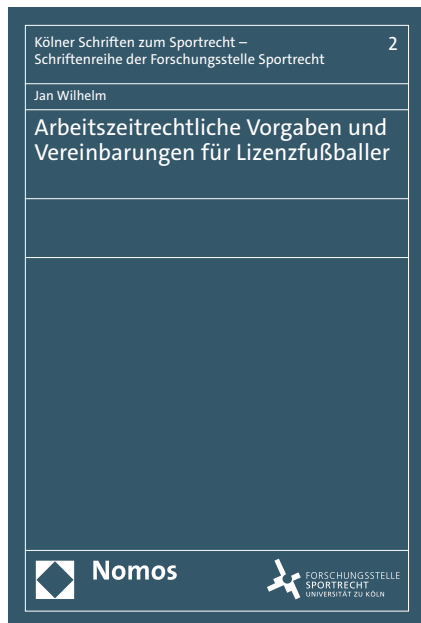 Kölner Schriften zum Sportrecht –
Schriftenreihe der Forschungsstelle Sportrecht
2
Jan Wilhelm
Arbeitszeitrechtliche Vorgaben und
Vereinbarungen für Lizenzfußballer
Nomos
FORSCHUNGSSTELLE
SPORTRECHT
UNIVERSITÄT ZU KÖLN